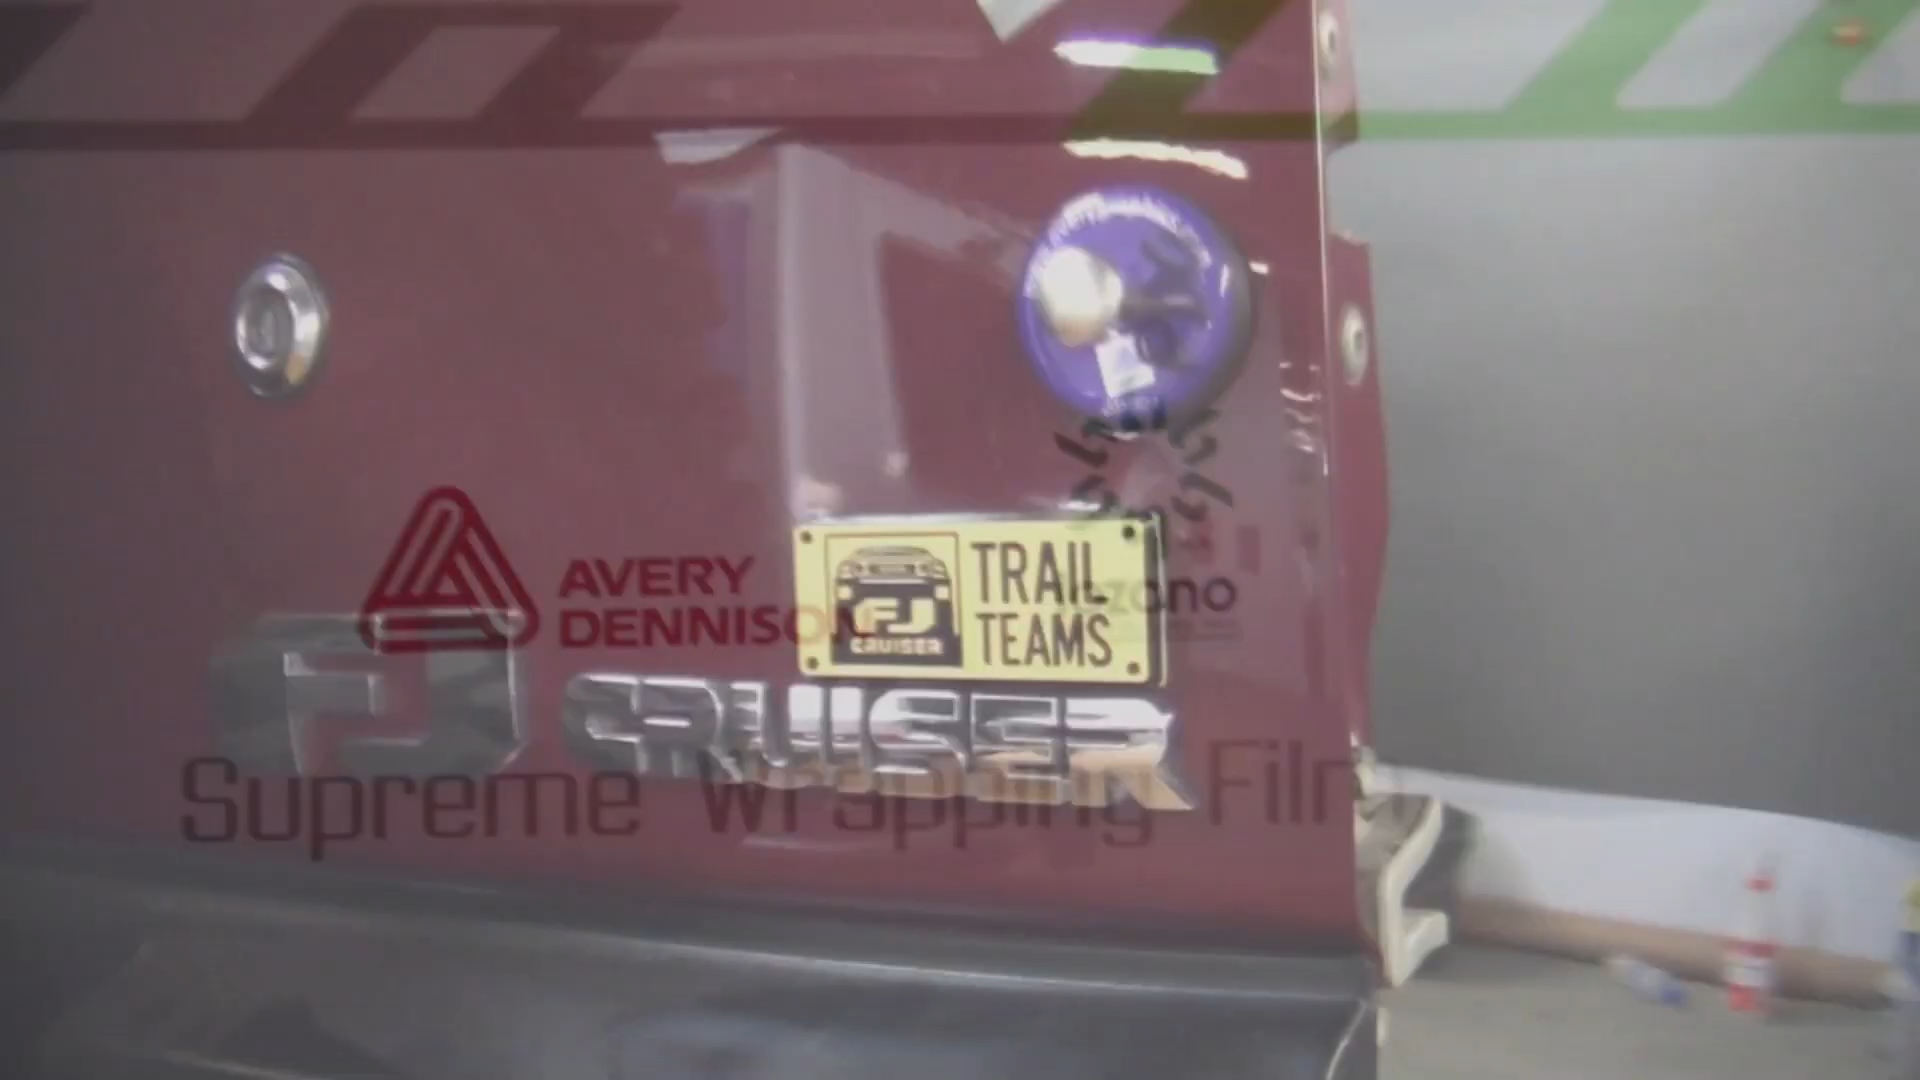 AVERY
DENNISON
TRAIL
TEAMS
FJ
CRUISER
FJ CRUISER
Supreme Wrapping Film